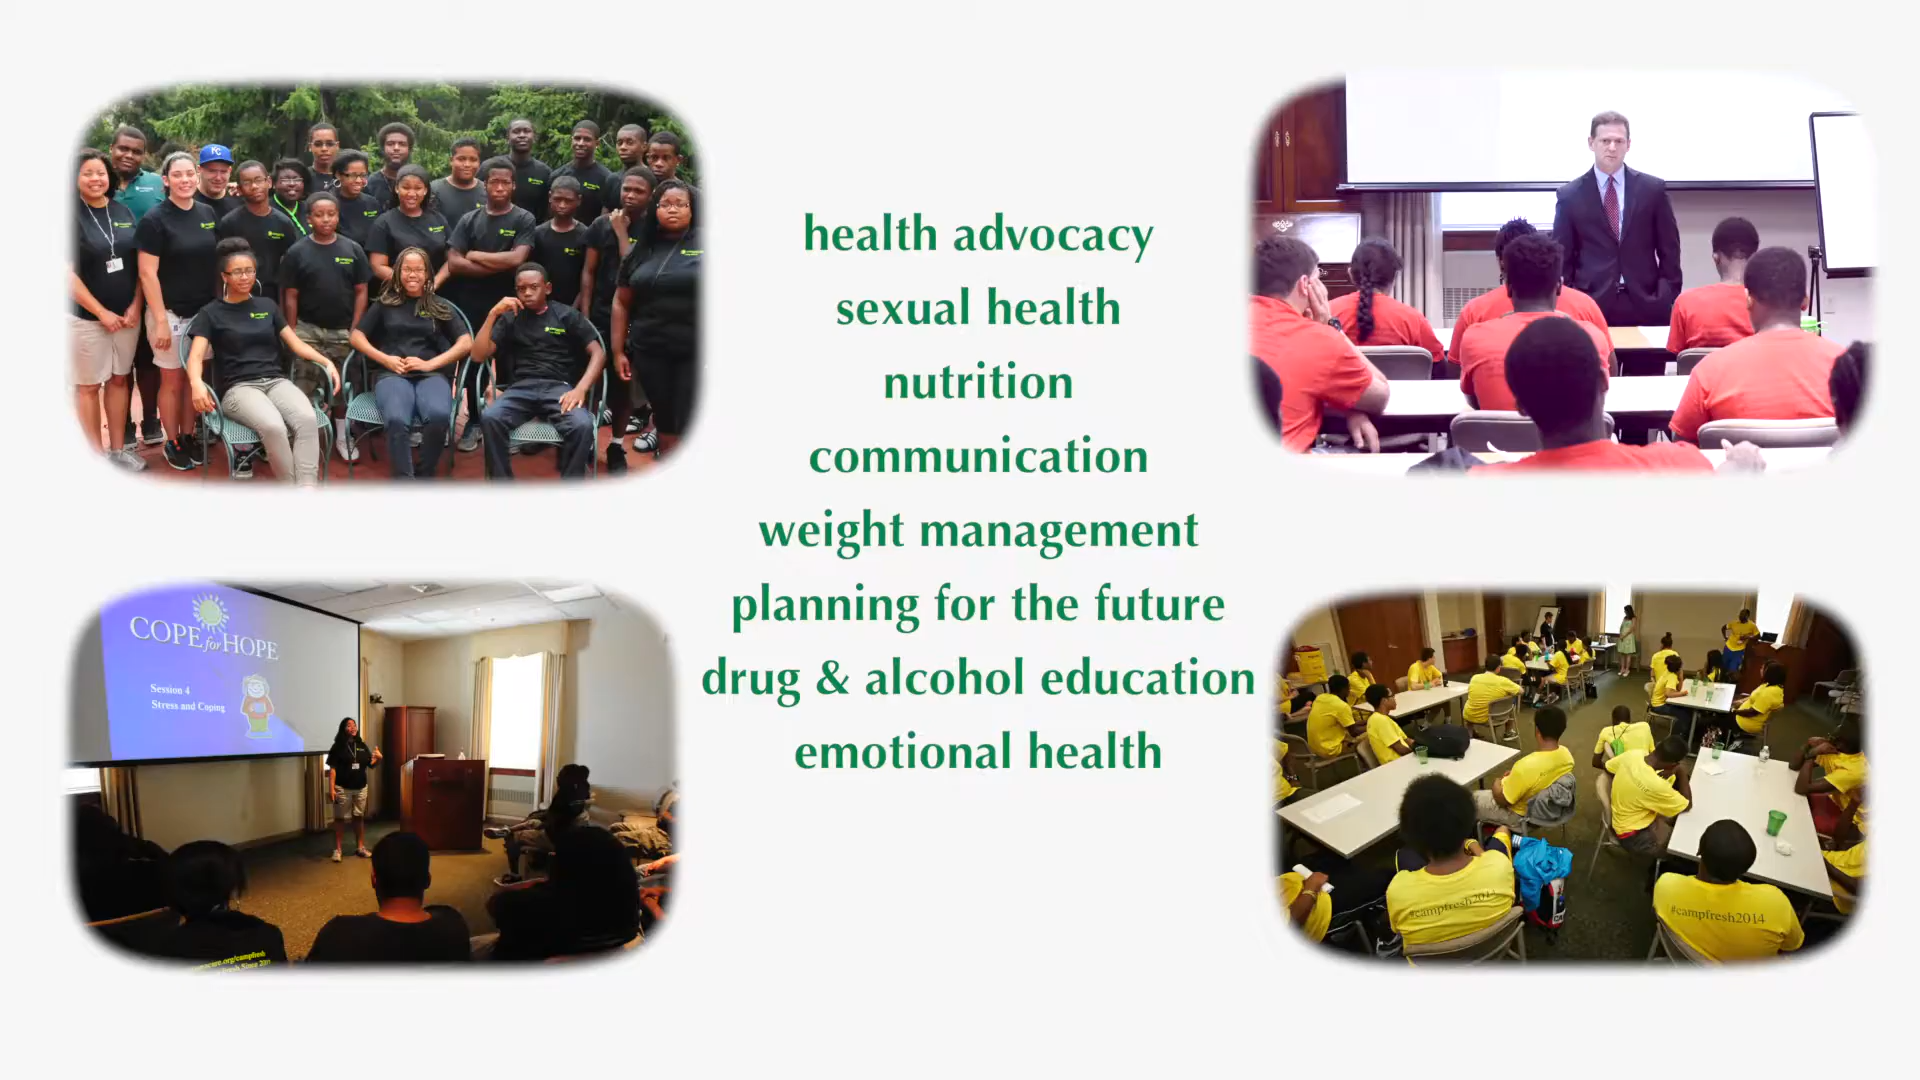 health advocacy
sexual health
nutrition
communication
weight management
planning for the future
drug & alcohol education
emotional health
KC
COPE for HOPE
Session 4
Stress and Coping
#campfresh2014
#campfresh2014